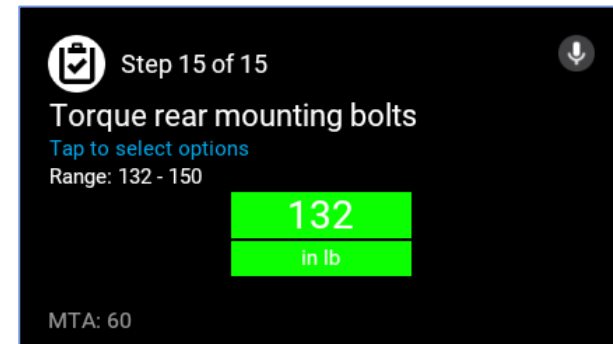 Step 15 of 15
Torque rear mounting bolts
Tap to select options
Range: 132 - 150
132
in lb
MTA: 60